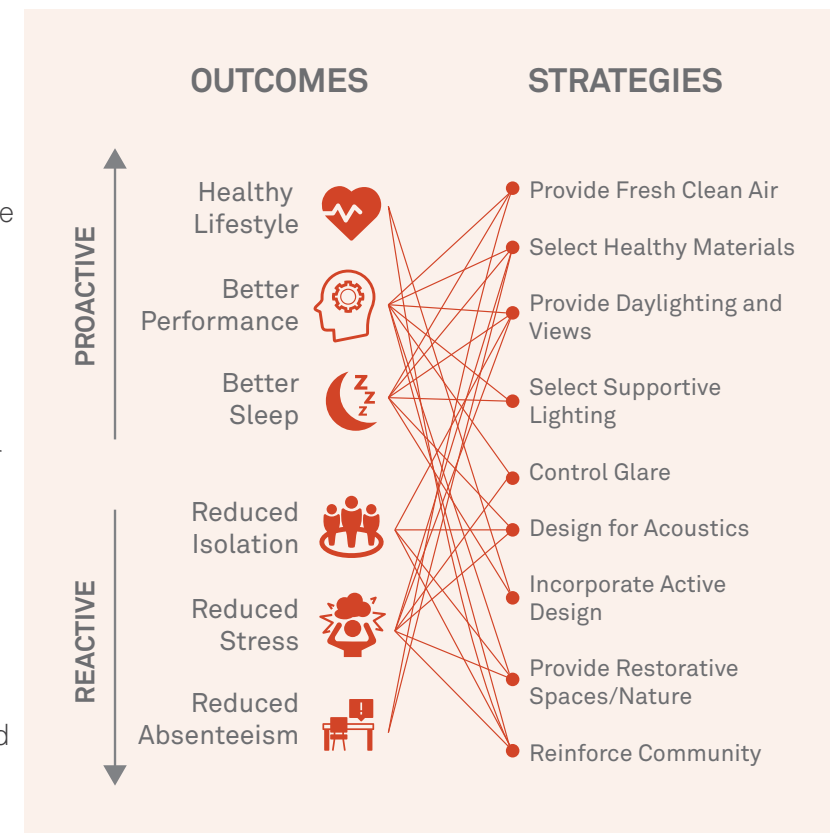 OUTCOMES
STRATEGIES
PROACTIVE
Healthy
Lifestyle
Better
Performance
Better
Sleep
Z
Z
Z
REACTIVE
Reduced
Isolation
Reduced
Stress
Reduced
Absenteeism
!
Provide Fresh Clean Air
Select Healthy Materials
Provide Daylighting and
Views
Select Supportive
Lighting
Control Glare
Design for Acoustics
Incorporate Active
Design
Provide Restorative
Spaces/Nature
Reinforce Community